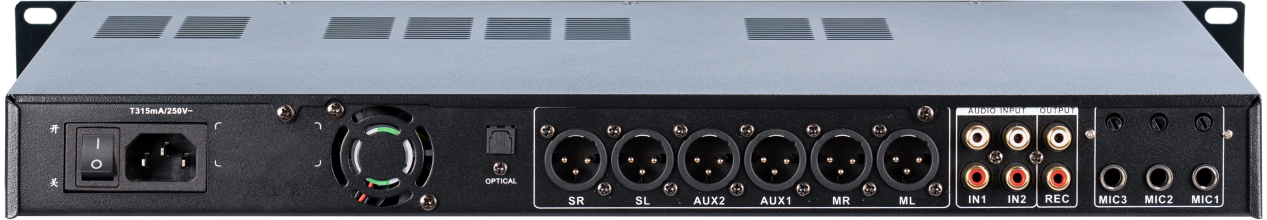 T315mA/250V~
开
关
I
O
OPTICAL
SR SL AUX2 AUX1 MR ML
AUDIO INPUT OUTPUT
IN1 IN2 REC
MIC3 MIC2 MIC1